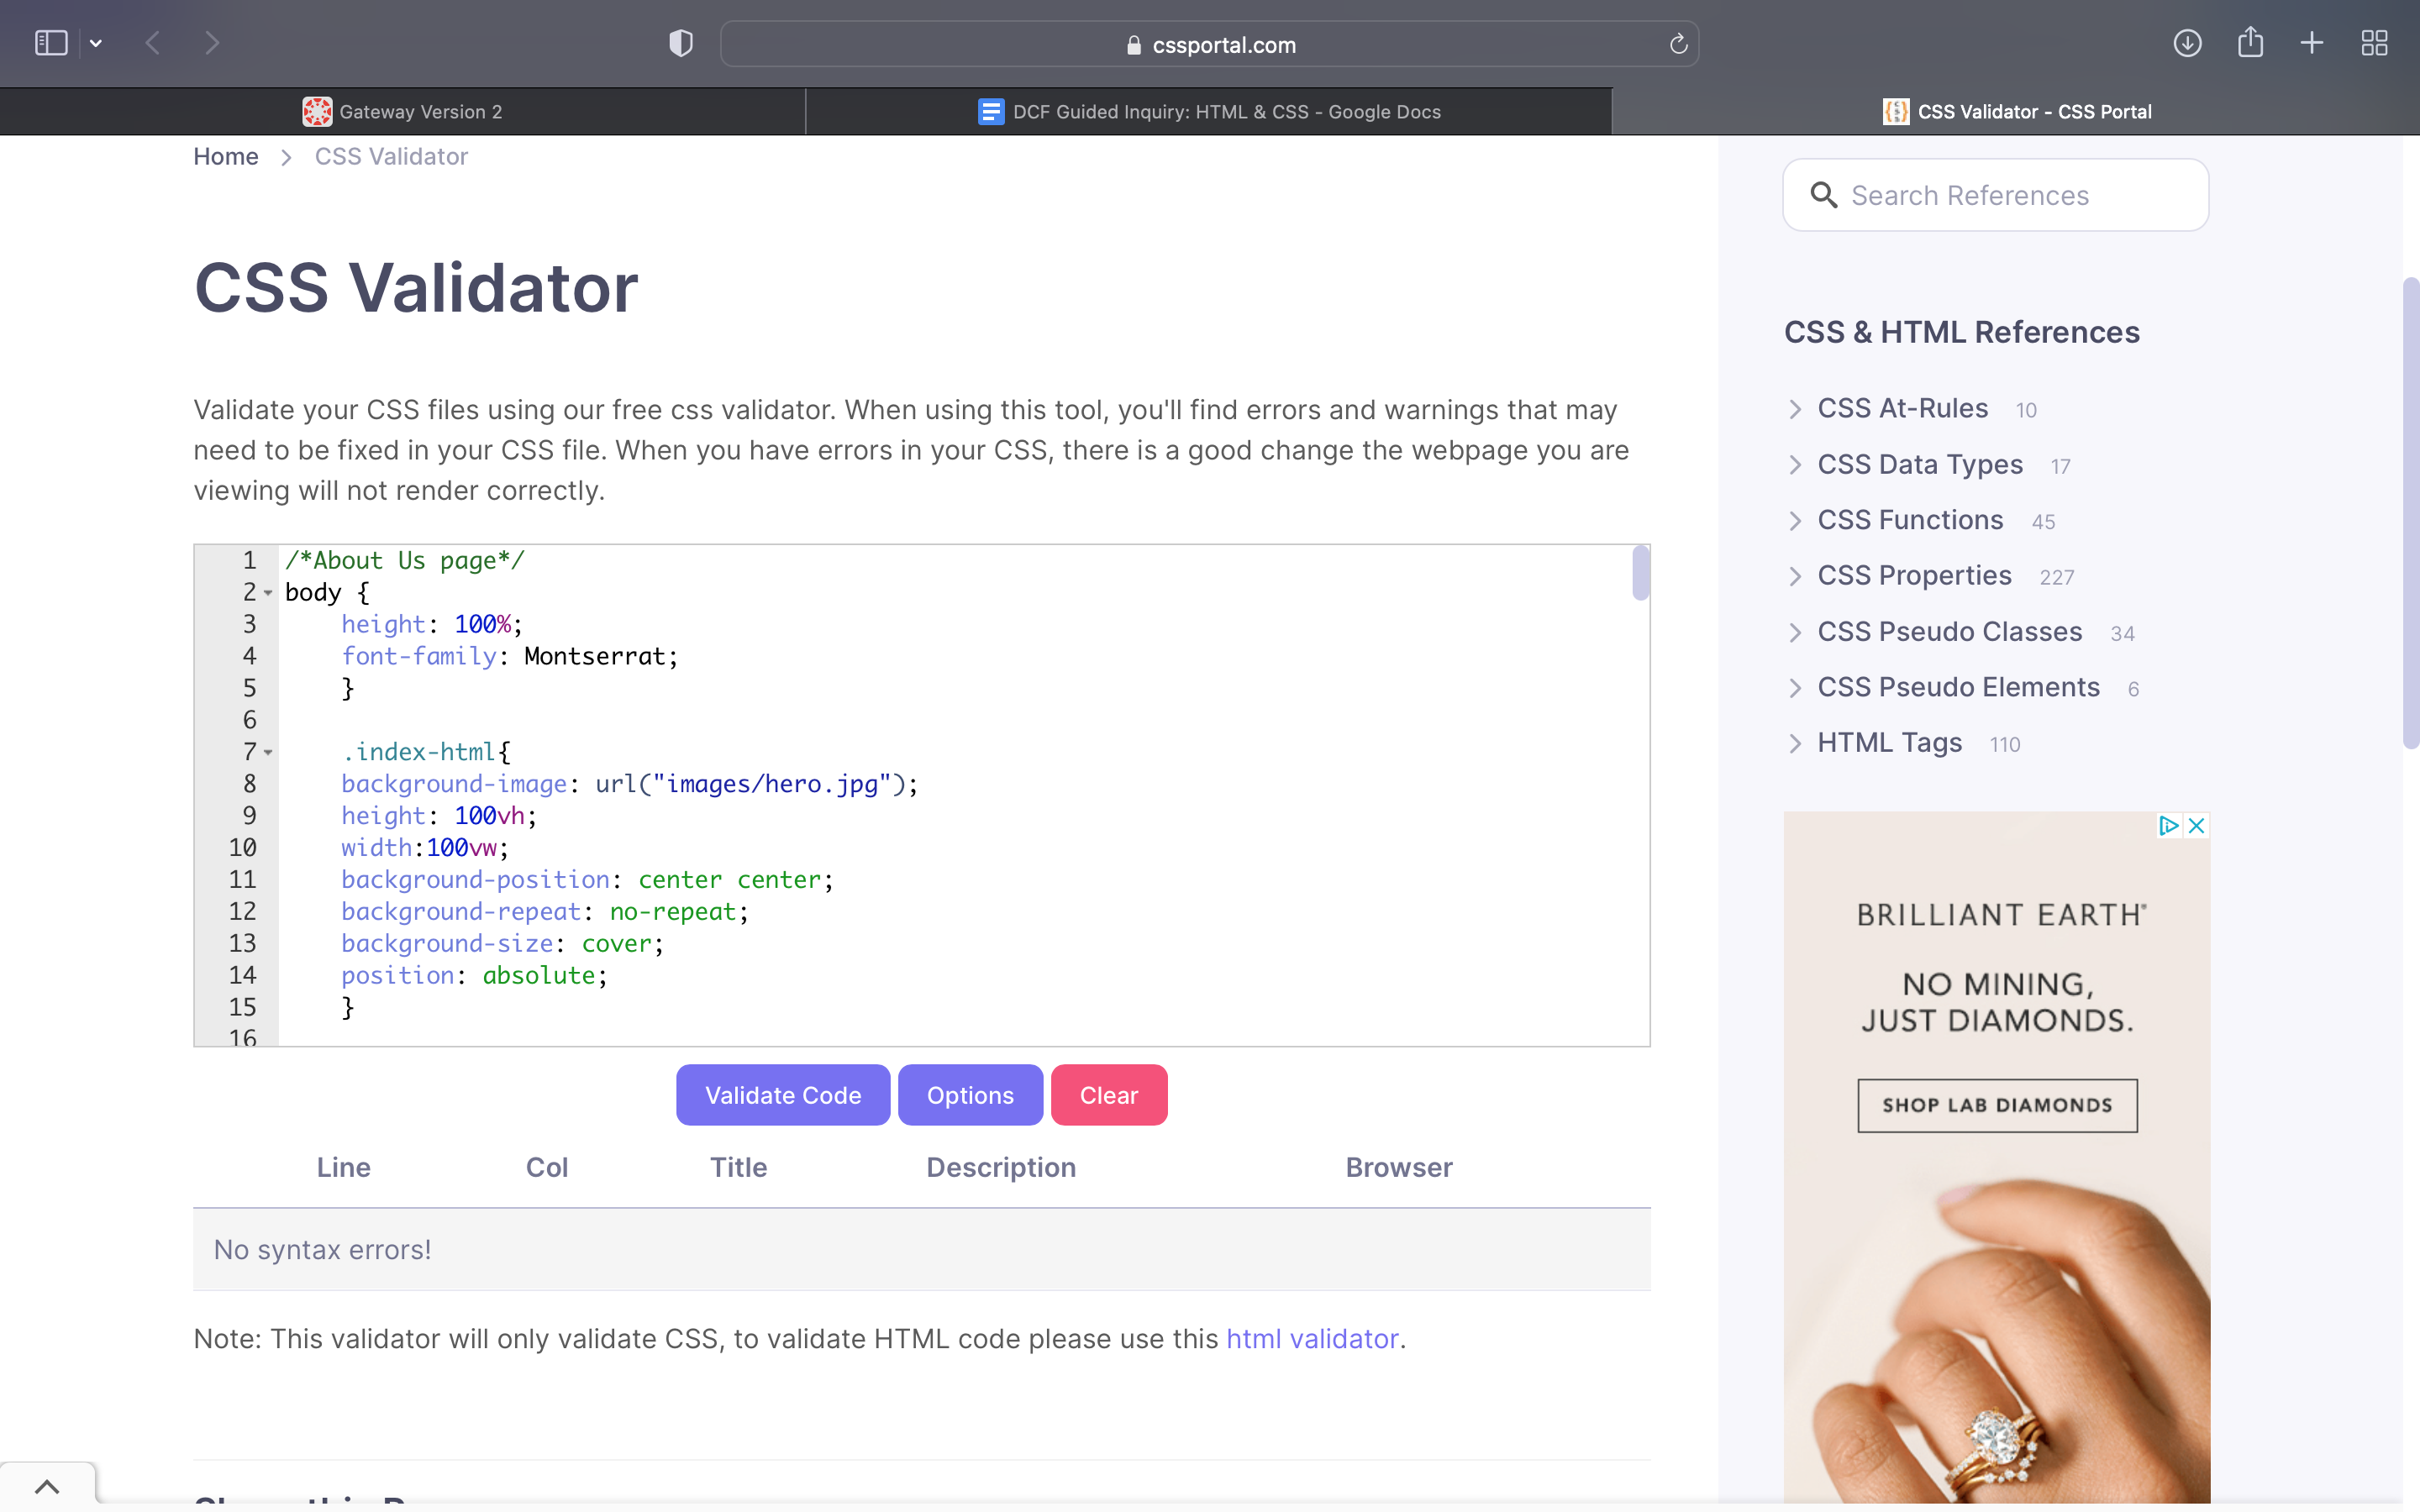 cssportal.com
Gateway Version 2
DCF Guided Inquiry: HTML & CSS - Google Docs
CSS Validator - CSS Portal
Home > CSS Validator
CSS Validator
Validate your CSS files using our free css validator. When using this tool, you'll find errors and warnings that may
need to be fixed in your CSS file. When you have errors in your CSS, there is a good change the webpage you are
viewing will not render correctly.
1 /*About Us page*/
2 body {
3 height: 100%;
4 font-family: Montserrat;
5 }
6
7 .index-html{
8 background-image: url("images/hero.jpg");
9 height: 100vh;
10 width:100vw;
11 background-position: center center;
12 background-repeat: no-repeat;
13 background-size: cover;
14 position: absolute;
15 }
16
Validate Code Options Clear
Line Col Title Description Browser
No syntax errors!
Note: This validator will only validate CSS, to validate HTML code please use this html validator.
Search References
CSS & HTML References
CSS At-Rules 10
CSS Data Types 17
CSS Functions 45
CSS Properties 227
CSS Pseudo Classes 34
CSS Pseudo Elements 6
HTML Tags 110
BRILLIANT EARTH®
NO MINING,
JUST DIAMONDS.
SHOP LAB DIAMONDS